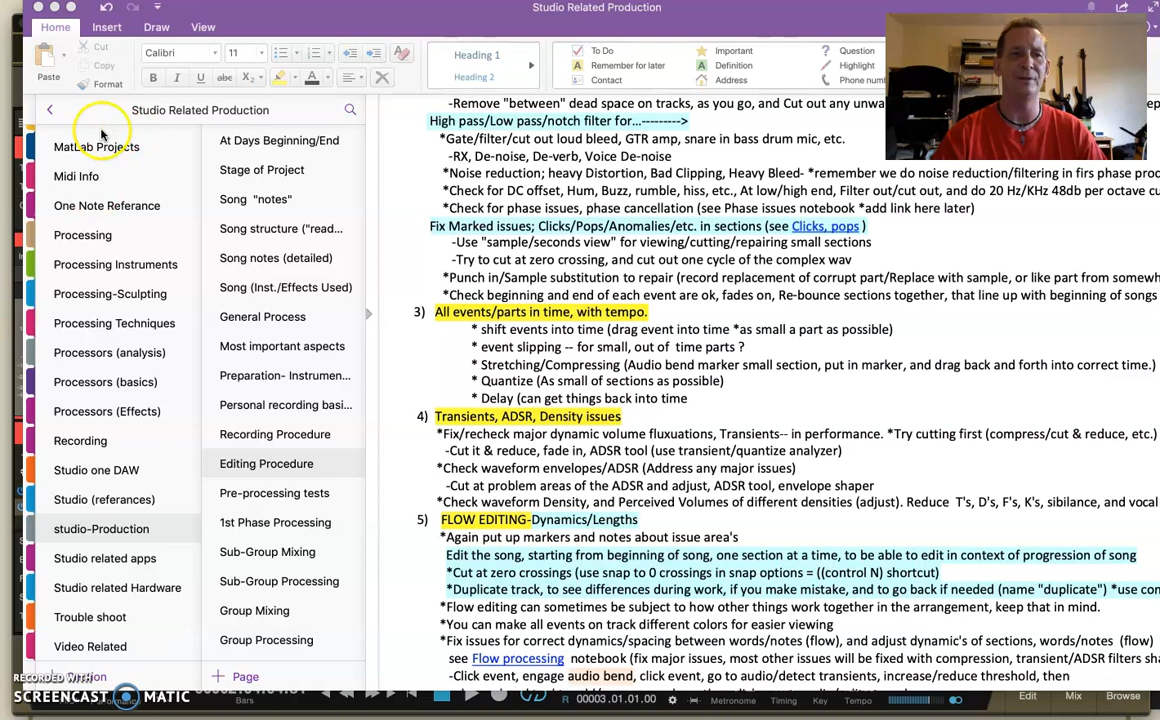 Studio Related Production
Home Insert Draw View
Paste
Cut
Copy
Format
Calibri 11
B I U abc X2 A
Heading 1
Heading 2
To Do
Remember for later
Contact
Important
Definition
Address
Question
Highlight
Phone num
Studio Related Production
MatLab Projects
Midi Info
One Note Referance
Processing
Processing Instruments
Processing-Sculpting
Processing Techniques
Processors (analysis)
Processors (basics)
Processors (Effects)
Recording
Studio one DAW
Studio (referances)
studio-Production
Studio related apps
Studio related Hardware
Trouble shoot
Video Related
At Days Beginning/End
Stage of Project
Song "notes"
Song structure ("read...
Song notes (detailed)
Song (Inst./Effects Used)
General Process
Most important aspects
Preparation- Instrumen...
Personal recording basi...
Recording Procedure
Editing Procedure
Pre-processing tests
1st Phase Processing
Sub-Group Mixing
Sub-Group Processing
Group Mixing
Group Processing
+ Page
-Remove "between" dead space on tracks, as you go, and Cut out any unwa
High pass/Low pass/notch filter for...-------->
*Gate/filter/cut out loud bleed, GTR amp, snare in bass drum mic, etc.
-RX, De-noise, De-verb, Voice De-noise
*Noise reduction; heavy Distortion, Bad Clipping, Heavy Bleed- *remember we do noise reduction/filtering in firs phase proc
*Check for DC offset, Hum, Buzz, rumble, hiss, etc., At low/high end, Filter out/cut out, and do 20 Hz/KHz 48db per octave cu
*Check for phase issues, phase cancellation (see Phase issues notebook *add link here later)
Fix Marked issues; Clicks/Pops/Anomalies/etc. in sections (see Clicks, pops )
-Use "sample/seconds view" for viewing/cutting/repairing small sections
-Try to cut at zero crossing, and cut out one cycle of the complex wav
*Punch in/Sample substitution to repair (record replacement of corrupt part/Replace with sample, or like part from somewh
*Check beginning and end of each event are ok, fades on, Re-bounce sections together, that line up with beginning of songs
3) All events/parts in time, with tempo.
* shift events into time (drag event into time *as small a part as possible)
* event slipping -- for small, out of time parts ?
* Stretching/Compressing (Audio bend marker small section, put in marker, and drag back and forth into correct time.)
* Quantize (As small of sections as possible)
* Delay (can get things back into time
4) Transients, ADSR, Density issues
*Fix/recheck major dynamic volume fluxuations, Transients-- in performance. *Try cutting first (compress/cut & reduce, etc.)
-Cut it & reduce, fade in, ADSR tool (use transient/quantize analyzer)
*Check waveform envelopes/ADSR (Address any major issues)
-Cut at problem areas of the ADSR and adjust, ADSR tool, envelope shaper
*Check waveform Density, and Perceived Volumes of different densities (adjust). Reduce T's, D's, F's, K's, sibilance, and vocal
5) FLOW EDITING-Dynamics/Lengths
*Again put up markers and notes about issue area's
Edit the song, starting from beginning of song, one section at a time, to be able to edit in context of progression of song
*Cut at zero crossings (use snap to 0 crossings in snap options = ((control N) shortcut)
*Duplicate track, to see differences during work, if you make mistake, and to go back if needed (name "duplicate") *use con
*Flow editing can sometimes be subject to how other things work together in the arrangement, keep that in mind.
*You can make all events on track different colors for easier viewing
*Fix issues for correct dynamics/spacing between words/notes (flow), and adjust dynamic's of sections, words/notes (flow)
see Flow processing notebook (fix major issues, most other issues will be fixed with compression, transient/ADSR filters sha
-Click event, engage audio bend, click event, go to audio/detect transients, increase/reduce threshold, then
RECORDED WITH
SCREENCAST MATIC
Bars
R 00003.01.01.00
Metronome Timing Key Tempo
Edit Mix Browse